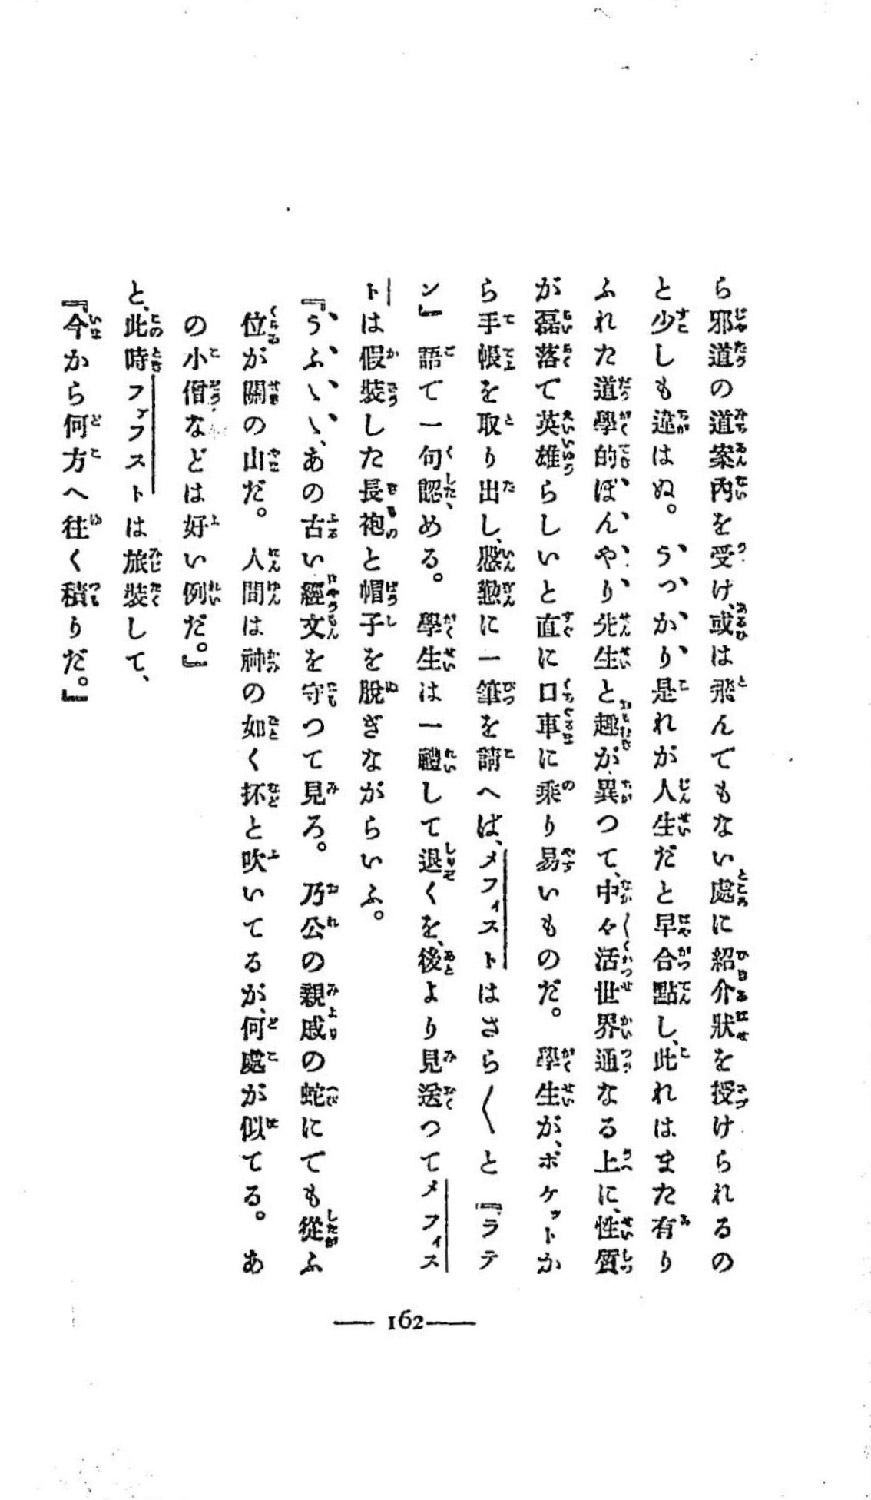 ら邪道の道案內を受け、或は飛んでもない處に紹介狀を授けられるの
と少しも違はぬ。うつかり是れが人生だと早合點し、此れはまた有り
ふれた道學的ぼんやり先生と趣が異つて、中々活世界通なる上に、性質
が磊落で英雄らしいと直に口車に乘り易いものだ。學生が、ポケットか
ら手帳を取り出し、慇懃に一筆を請へば、メフィストはさら〱と『ラテ
ン』語で一句認める。學生は一禮して退くを、後より見送つてメフィス
トは假裝した長袍と帽子を脫ぎながらいふ。
『うふゝゝ、あの古い經文を守つて見ろ。乃公の親戚の蛇にでも從ふ
位が關の山だ。人間は神の如く抔と吹いてるが、何處が似てる。あ
の小僧などは好い例だ。』
と、此時ファフストは旅裝して、
『今から何方へ往く積りだ。』
162